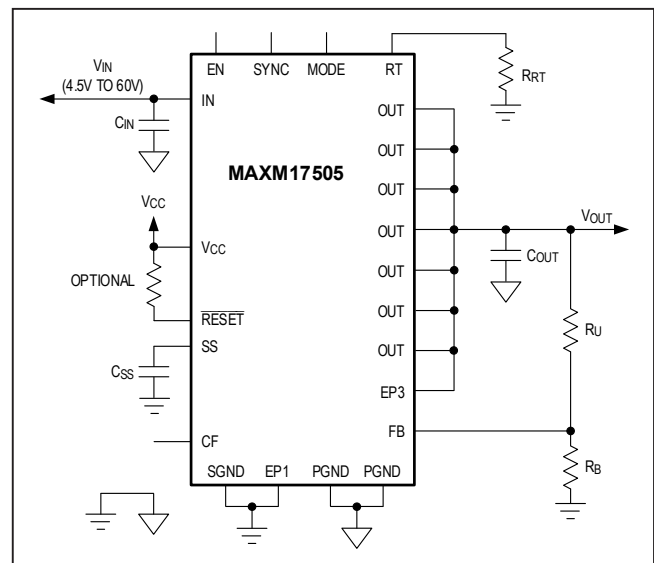 EN SYNC MODE RT
RRT
VIN
(4.5V TO 60V)
IN
CIN
OUT
OUT
MAXM17505
OUT
VCC
VCC
OUT
VOUT
COUT
OPTIONAL
OUT
RESET
OUT
RU
SS
OUT
CSS
EP3
CF
FB
SGND EP1 PGND PGND
RB